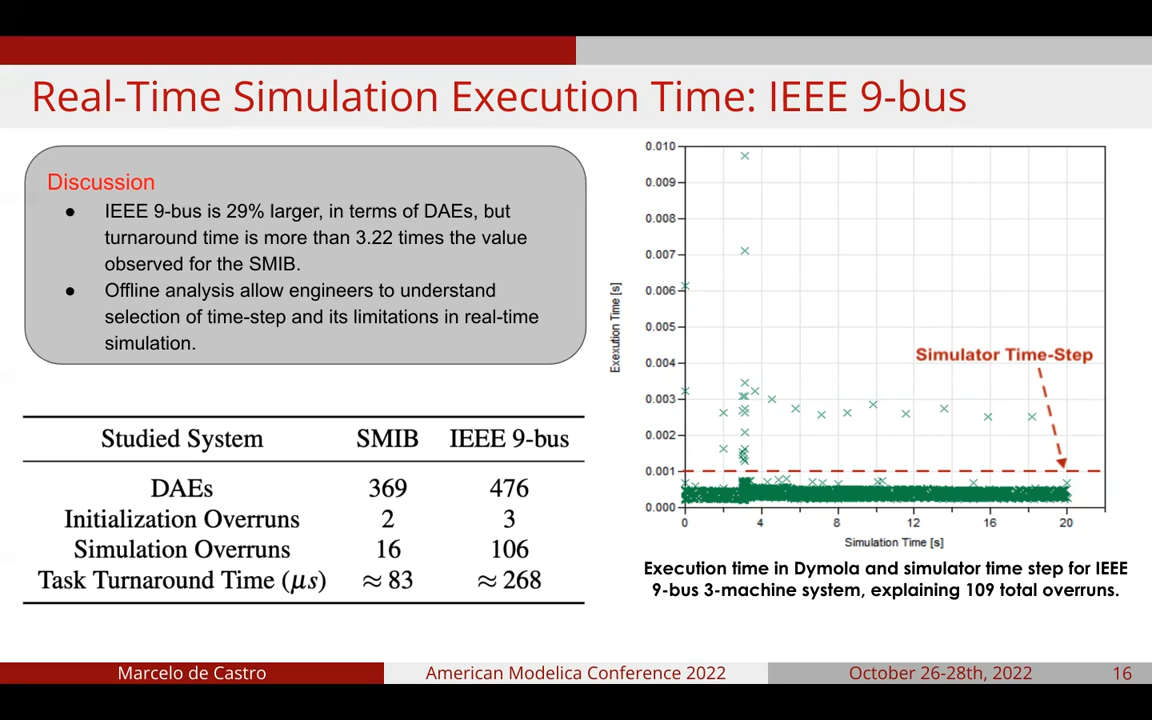 Real-Time Simulation Execution Time: IEEE 9-bus
Discussion
● IEEE 9-bus is 29% larger, in terms of DAEs, but
turnaround time is more than 3.22 times the value
observed for the SMIB.
● Offline analysis allow engineers to understand
selection of time-step and its limitations in real-time
simulation.
Studied System SMIB IEEE 9-bus
DAEs 369 476
Initialization Overruns 2 3
Simulation Overruns 16 106
Task Turnaround Time (μs) ≈ 83 ≈ 268
Exexution Time [s]
0.010
0.009
0.008
0.007
0.006
0.005
0.004
0.003
0.002
0.001
0.000
Simulator Time-Step
0 4 8 12 16 20
Simulation Time [s]
Execution time in Dymola and simulator time step for IEEE
9-bus 3-machine system, explaining 109 total overruns.
Marcelo de Castro American Modelica Conference 2022 October 26-28th, 2022 16